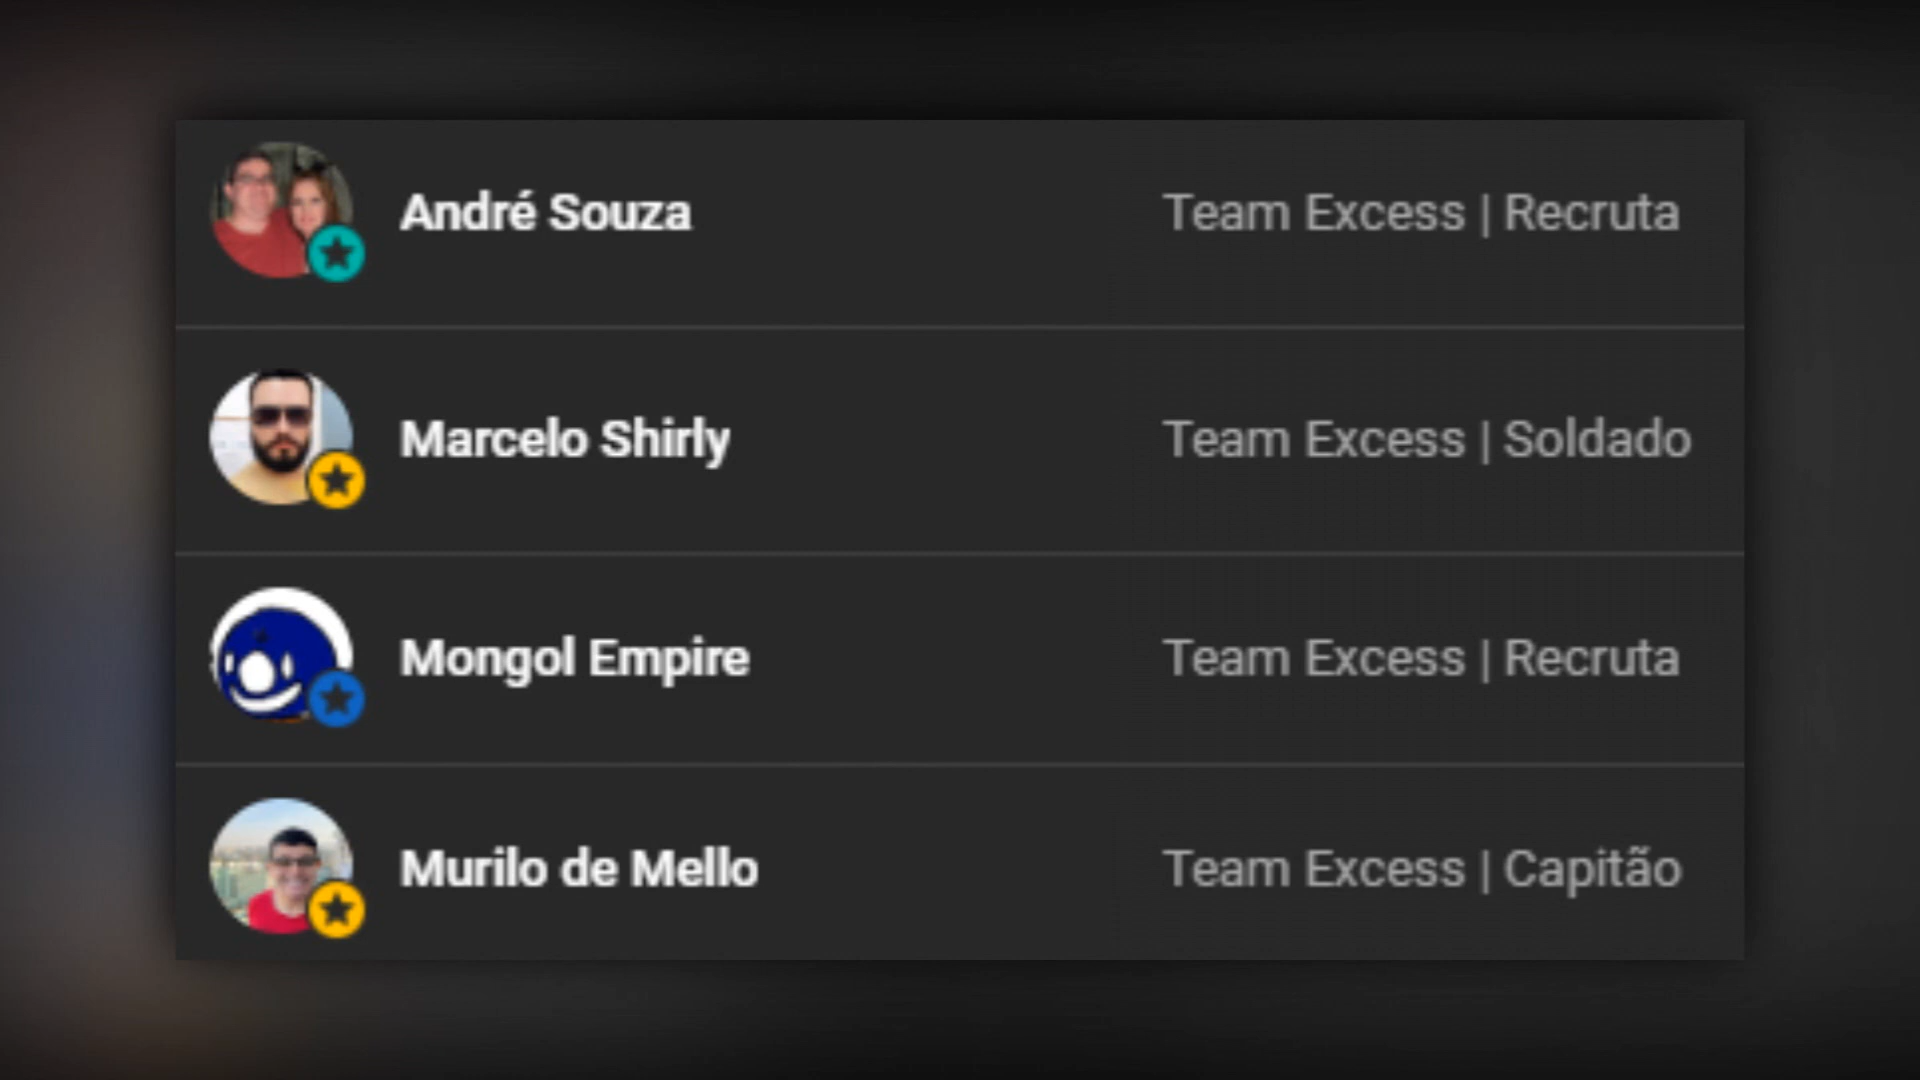 André Souza Team Excess | Recruta
Marcelo Shirly Team Excess | Soldado
Mongol Empire Team Excess | Recruta
Murilo de Mello Team Excess | Capitão